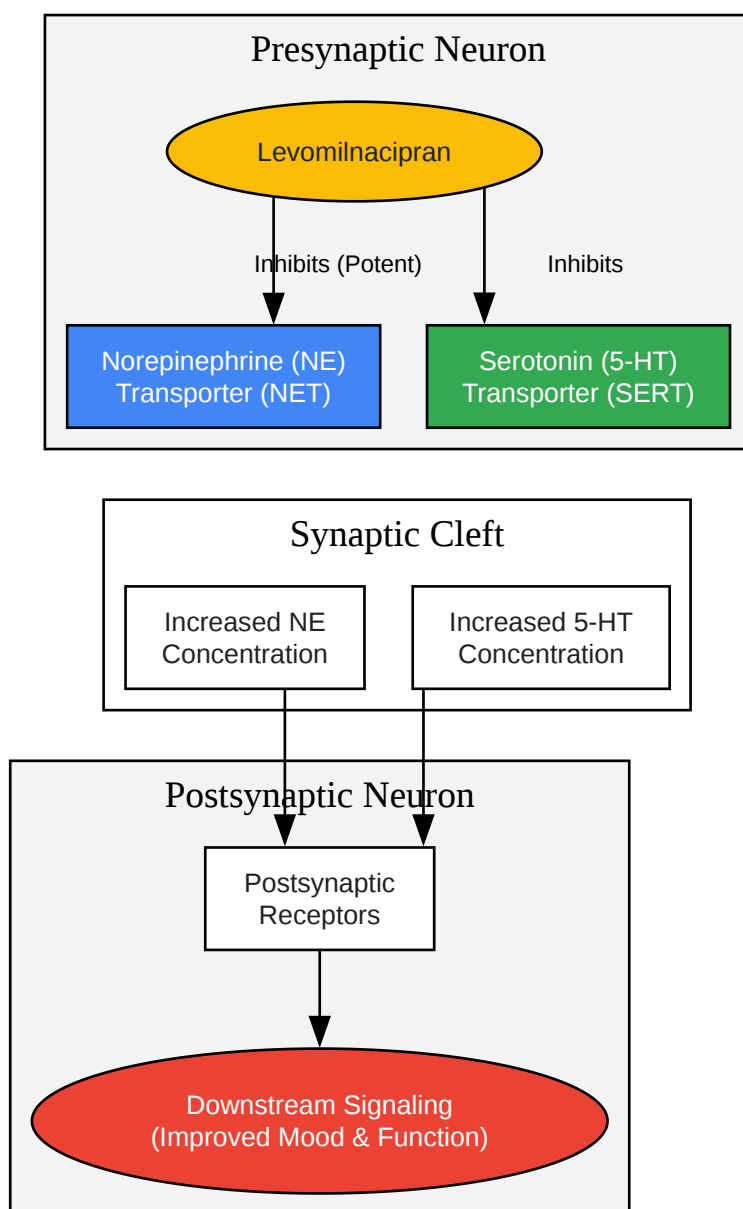 Presynaptic Neuron
Levomilnacipran
Inhibits (Potent)
Inhibits
Norepinephrine (NE)
Transporter (NET)
Serotonin (5-HT)
Transporter (SERT)
Synaptic Cleft
Increased NE
Concentration
Increased 5-HT
Concentration
Postsynaptic Neuron
Postsynaptic
Receptors
Downstream Signaling
(Improved Mood & Function)